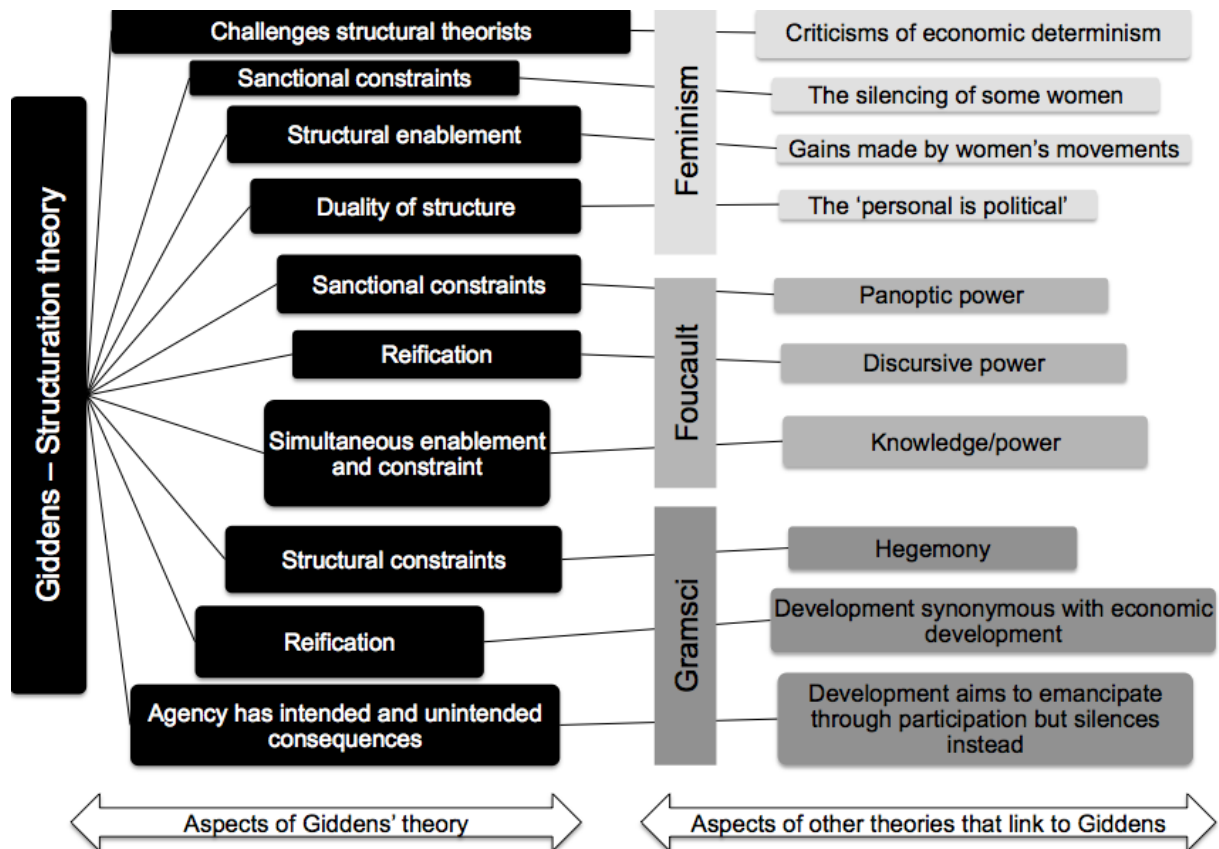 Giddens – Structuration theory
Challenges structural theorists
Sanctional constraints
Structural enablement
Duality of structure
Sanctional constraints
Reification
Simultaneous enablement
and constraint
Structural constraints
Reification
Agency has intended and unintended
consequences
Feminism
Foucault
Gramsci
Criticisms of economic determinism
The silencing of some women
Gains made by women’s movements
The ‘personal is political’
Panoptic power
Discursive power
Knowledge/power
Hegemony
Development synonymous with economic
development
Development aims to emancipate
through participation but silences
instead
Aspects of Giddens’ theory
Aspects of other theories that link to Giddens